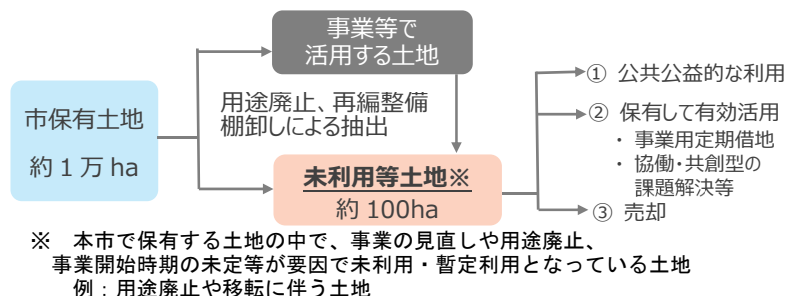 市保有土地
約１万 ha
事業等で
活用する土地
用途廃止、再編整備
棚卸しによる抽出
未利用等土地※
約 100ha
① 公共公益的な利用
② 保有して有効活用
・ 事業用定期借地
・ 協働・共創型の
課題解決等
③ 売却
※　本市で保有する土地の中で、事業の見直しや用途廃止、
事業開始時期の未定等が要因で未利用・暫定利用となっている土地
例：用途廃止や移転に伴う土地